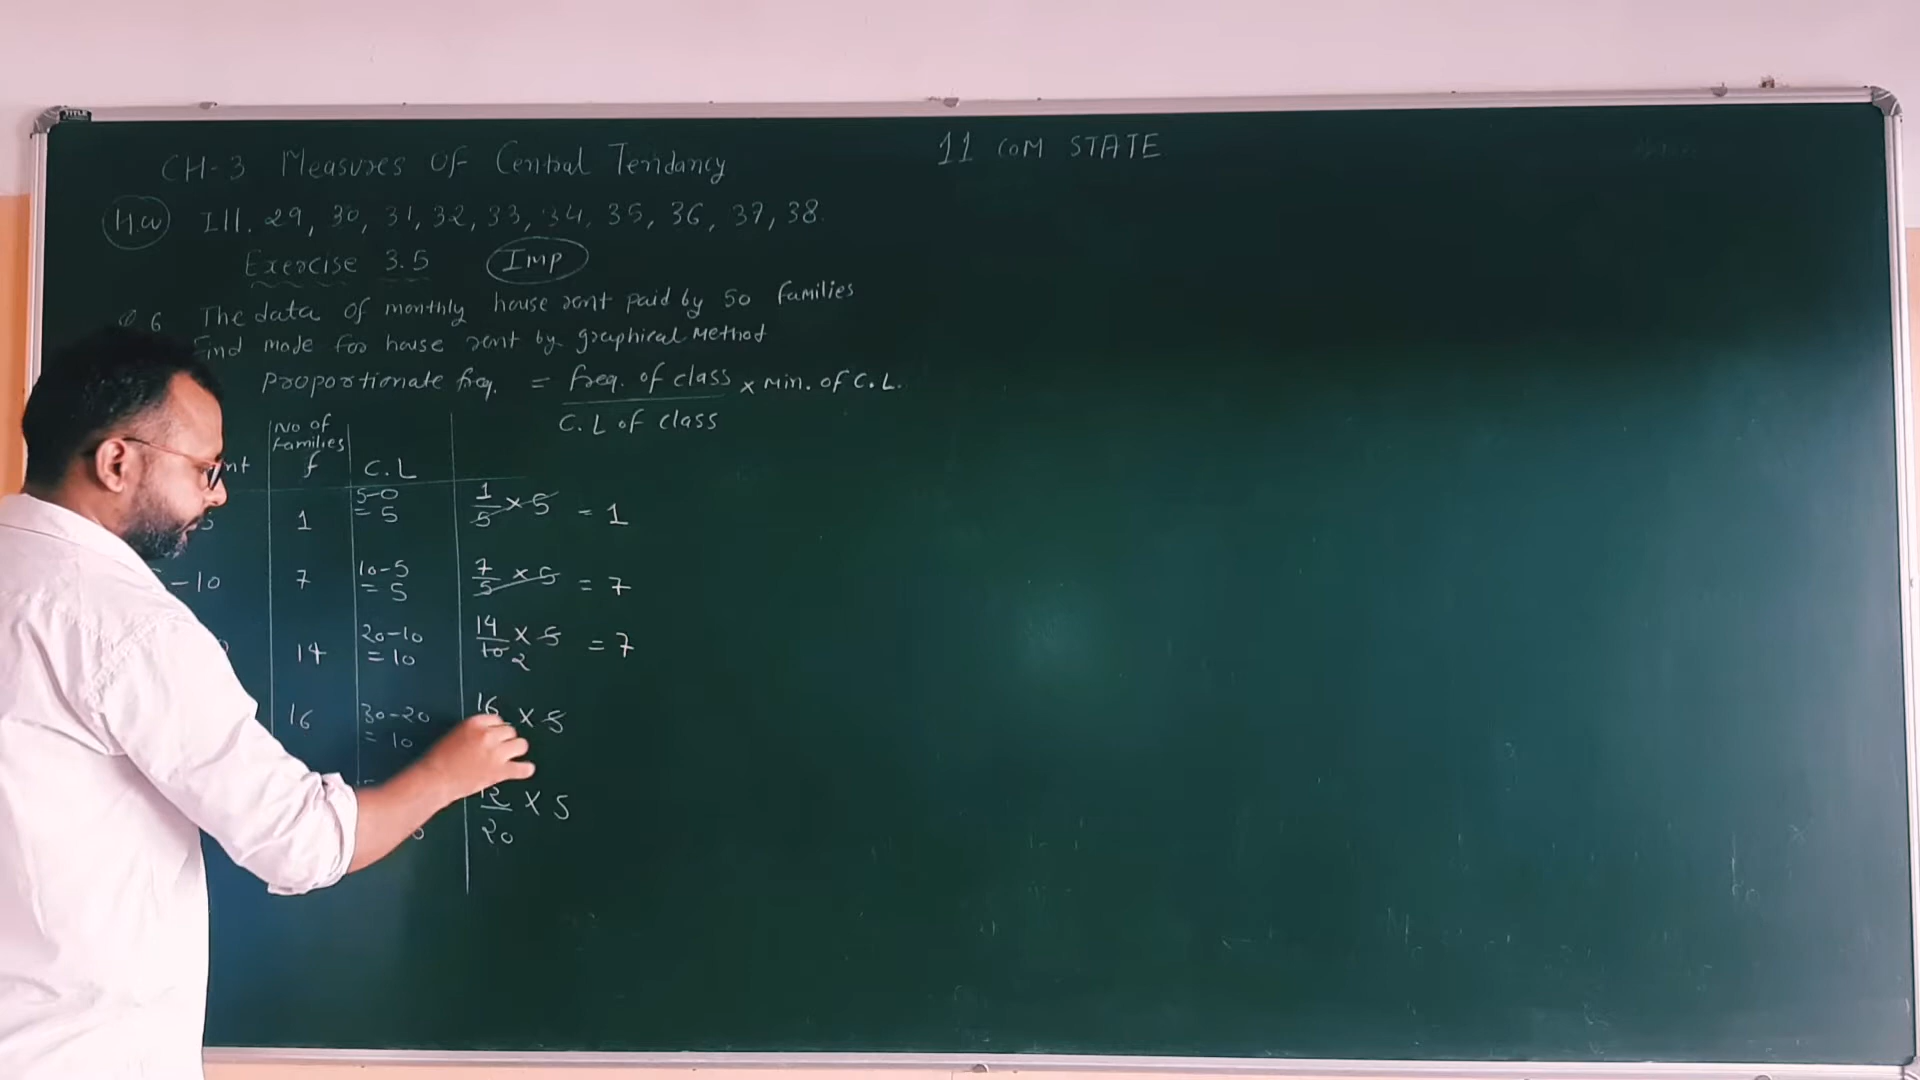 CH-3 Measures Of Central Tendancy
11 COM STATE
H.W Ill. 29, 30, 31, 32, 33, 34, 35, 36, 37, 38.
Exercise 3.5 Imp
6 The data Of monthly house rent paid by 50 families
Find mode for house rent by graphical Method
Proportionate freq. = freq. of class × Min. of C.L.
C.L of class
No of
families
f C.L
5-0
1 = 5 1/5 × 5 = 1
10-5
-10 7 = 5 7/5 × 5 = 7
20-10
14 = 10 14/10 × 5 = 7
2
16 30-20 16 × 5
= 10
12/20 × 5